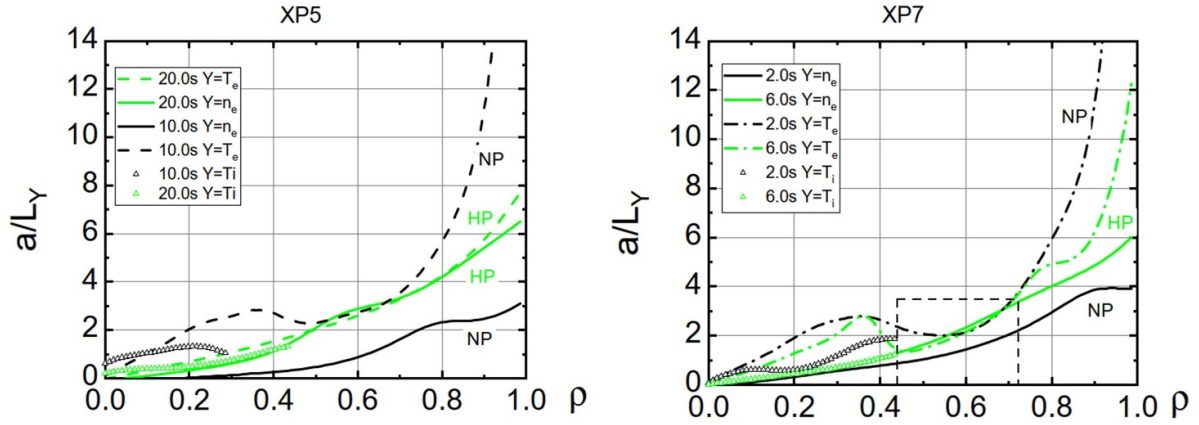 XP5
14
12
10
8
6
4
2
0
a/L_Y
20.0s Y=T_e
20.0s Y=n_e
10.0s Y=n_e
10.0s Y=T_e
10.0s Y=Ti
20.0s Y=Ti
NP
HP
HP
NP
0.0 0.2 0.4 0.6 0.8 1.0 ρ
XP7
14
12
10
8
6
4
2
0
a/L_Y
2.0s Y=n_e
6.0s Y=n_e
2.0s Y=T_e
6.0s Y=T_e
2.0s Y=T_i
6.0s Y=T_i
NP
HP
NP
0.0 0.2 0.4 0.6 0.8 1.0 ρ